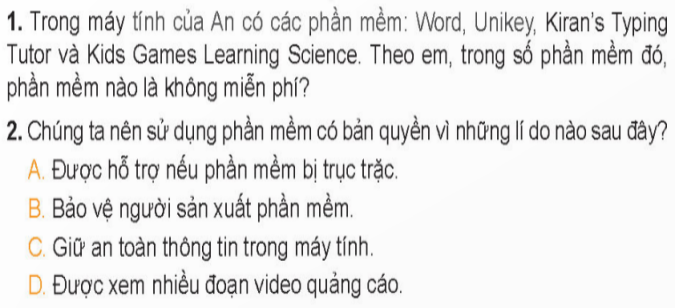 1. Trong máy tính của An có các phần mềm: Word, Unikey, Kiran's Typing
Tutor và Kids Games Learning Science. Theo em, trong số phần mềm đó,
phần mềm nào là không miễn phí?
2. Chúng ta nên sử dụng phần mềm có bản quyền vì những lí do nào sau đây?
A. Được hỗ trợ nếu phần mềm bị trục trặc.
B. Bảo vệ người sản xuất phần mềm.
C. Giữ an toàn thông tin trong máy tính.
D. Được xem nhiều đoạn video quảng cáo.